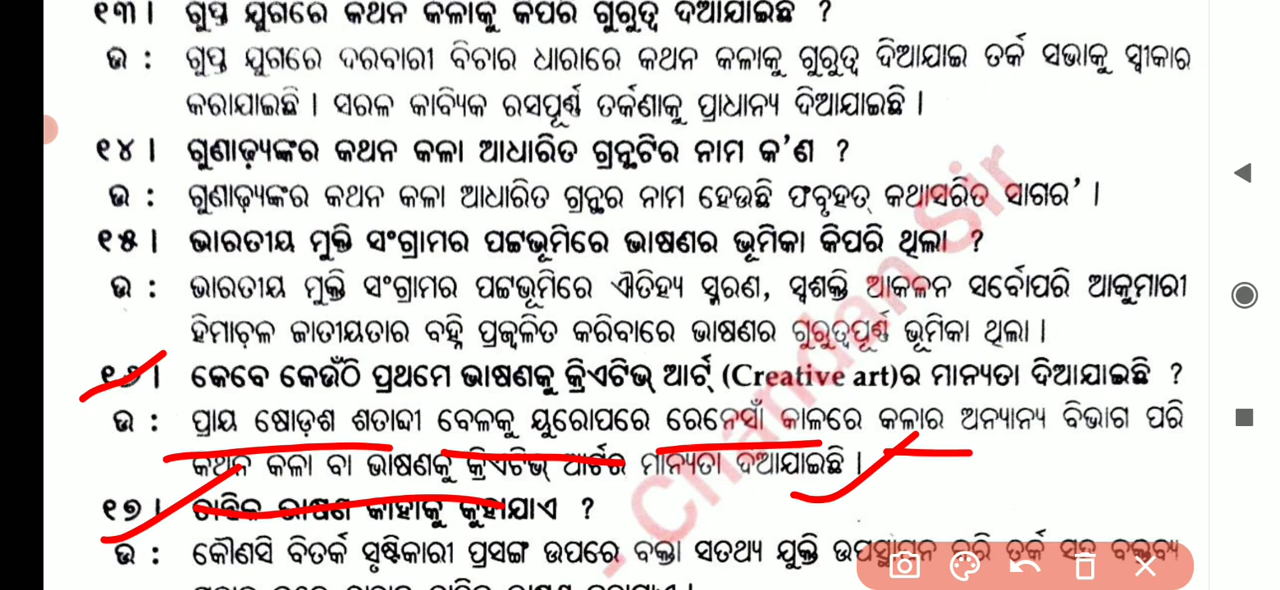 ୧୩। ଗୁପ୍ତ ଯୁଗରେ କଥନ କଳାକୁ କିପରି ଗୁରୁତ୍ୱ ଦିଆଯାଇଛି ?
ଉ : ଗୁପ୍ତ ଯୁଗରେ ଦରବାରୀ ବିଚାର ଧାରାରେ କଥନ କଳାକୁ ଗୁରୁତ୍ୱ ଦିଆଯାଇ ତର୍କ ସଭାକୁ ସ୍ୱୀକାର
କରାଯାଇଛି । ସରଳ କାବ୍ୟିକ ରସପୂର୍ଣ୍ଣ ତର୍କଣାକୁ ପ୍ରାଧାନ୍ୟ ଦିଆଯାଇଛି ।
୧୪। ଗୁଣାଢ଼୍ୟଙ୍କର କଥନ କଳା ଆଧାରିତ ଗ୍ରନ୍ଥଟିର ନାମ କ'ଣ ?
ଉ : ଗୁଣାଢ଼୍ୟଙ୍କର କଥନ କଳା ଆଧାରିତ ଗ୍ରନ୍ଥର ନାମ ହେଉଛି ଫବୃହତ୍ କଥାସରିତ ସାଗର' ।
୧୫। ଭାରତୀୟ ମୁକ୍ତି ସଂଗ୍ରାମର ପଟ୍ଟଭୂମିରେ ଭାଷଣର ଭୂମିକା କିପରି ଥିଲା ?
ଉ : ଭାରତୀୟ ମୁକ୍ତି ସଂଗ୍ରାମର ପଟ୍ଟଭୂମିରେ ଐତିହ୍ୟ ସ୍ମରଣ, ସ୍ୱଶକ୍ତି ଆକଳନ ସର୍ବୋପରି ଆକୁମାରୀ
ହିମାଚଳ ଜାତୀୟତାର ବହ୍ନି ପ୍ରଜ୍ୱଳିତ କରିବାରେ ଭାଷଣର ଗୁରୁତ୍ୱପୂର୍ଣ୍ଣ ଭୂମିକା ଥିଲା ।
୧୬। କେବେ କେଉଁଠି ପ୍ରଥମେ ଭାଷଣକୁ କ୍ରିଏଟିଭ୍ ଆର୍ଟ୍ (Creative art)ର ମାନ୍ୟତା ଦିଆଯାଇଛି ?
ଉ : ପ୍ରାୟ ଷୋଡ଼ଶ ଶତାବ୍ଦୀ ବେଳକୁ ୟୁରୋପରେ ରେନେସାଁ କାଳରେ କଳାର ଅନ୍ୟାନ୍ୟ ବିଭାଗ ପରି
କଥନ କଳା ବା ଭାଷଣକୁ କ୍ରିଏଟିଭ୍ ଆର୍ଟର ମାନ୍ୟତା ଦିଆଯାଇଛି ।
୧୭। ଭାଷଣ କାହାକୁ କୁହାଯାଏ ?
ଉ : କୌଣସି ବିତର୍କ ସୃଷ୍ଟିକାରୀ ପ୍ରସଙ୍ଗ ଉପରେ ବକ୍ତା ସତଥ୍ୟ ଯୁକ୍ତି
- Chandan Sir